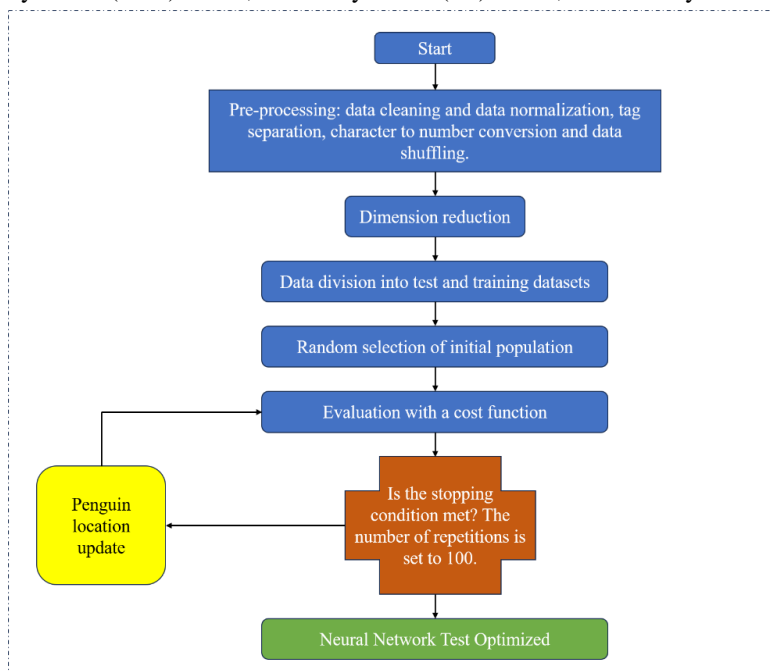 Start
Pre-processing: data cleaning and data normalization, tag
separation, character to number conversion and data
shuffling.
Dimension reduction
Data division into test and training datasets
Random selection of initial population
Evaluation with a cost function
Is the stopping
condition met? The
number of repetitions is
set to 100.
Penguin
location
update
Neural Network Test Optimized